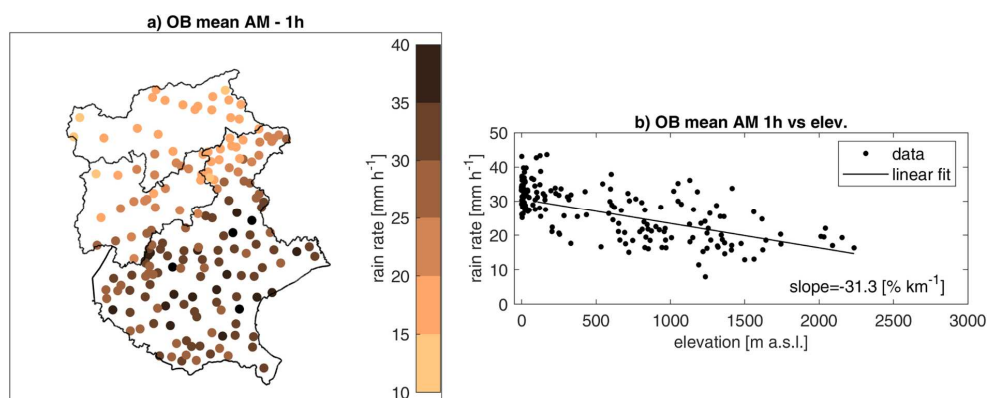 a) OB mean AM - 1h
40
35
30
25
20
15
10
rain rate [mm h-1]
b) OB mean AM 1h vs elev.
50
40
30
20
10
0
rain rate [mm h-1]
data
linear fit
slope=-31.3 [% km-1]
0 500 1000 1500 2000 2500 3000
elevation [m a.s.l.]